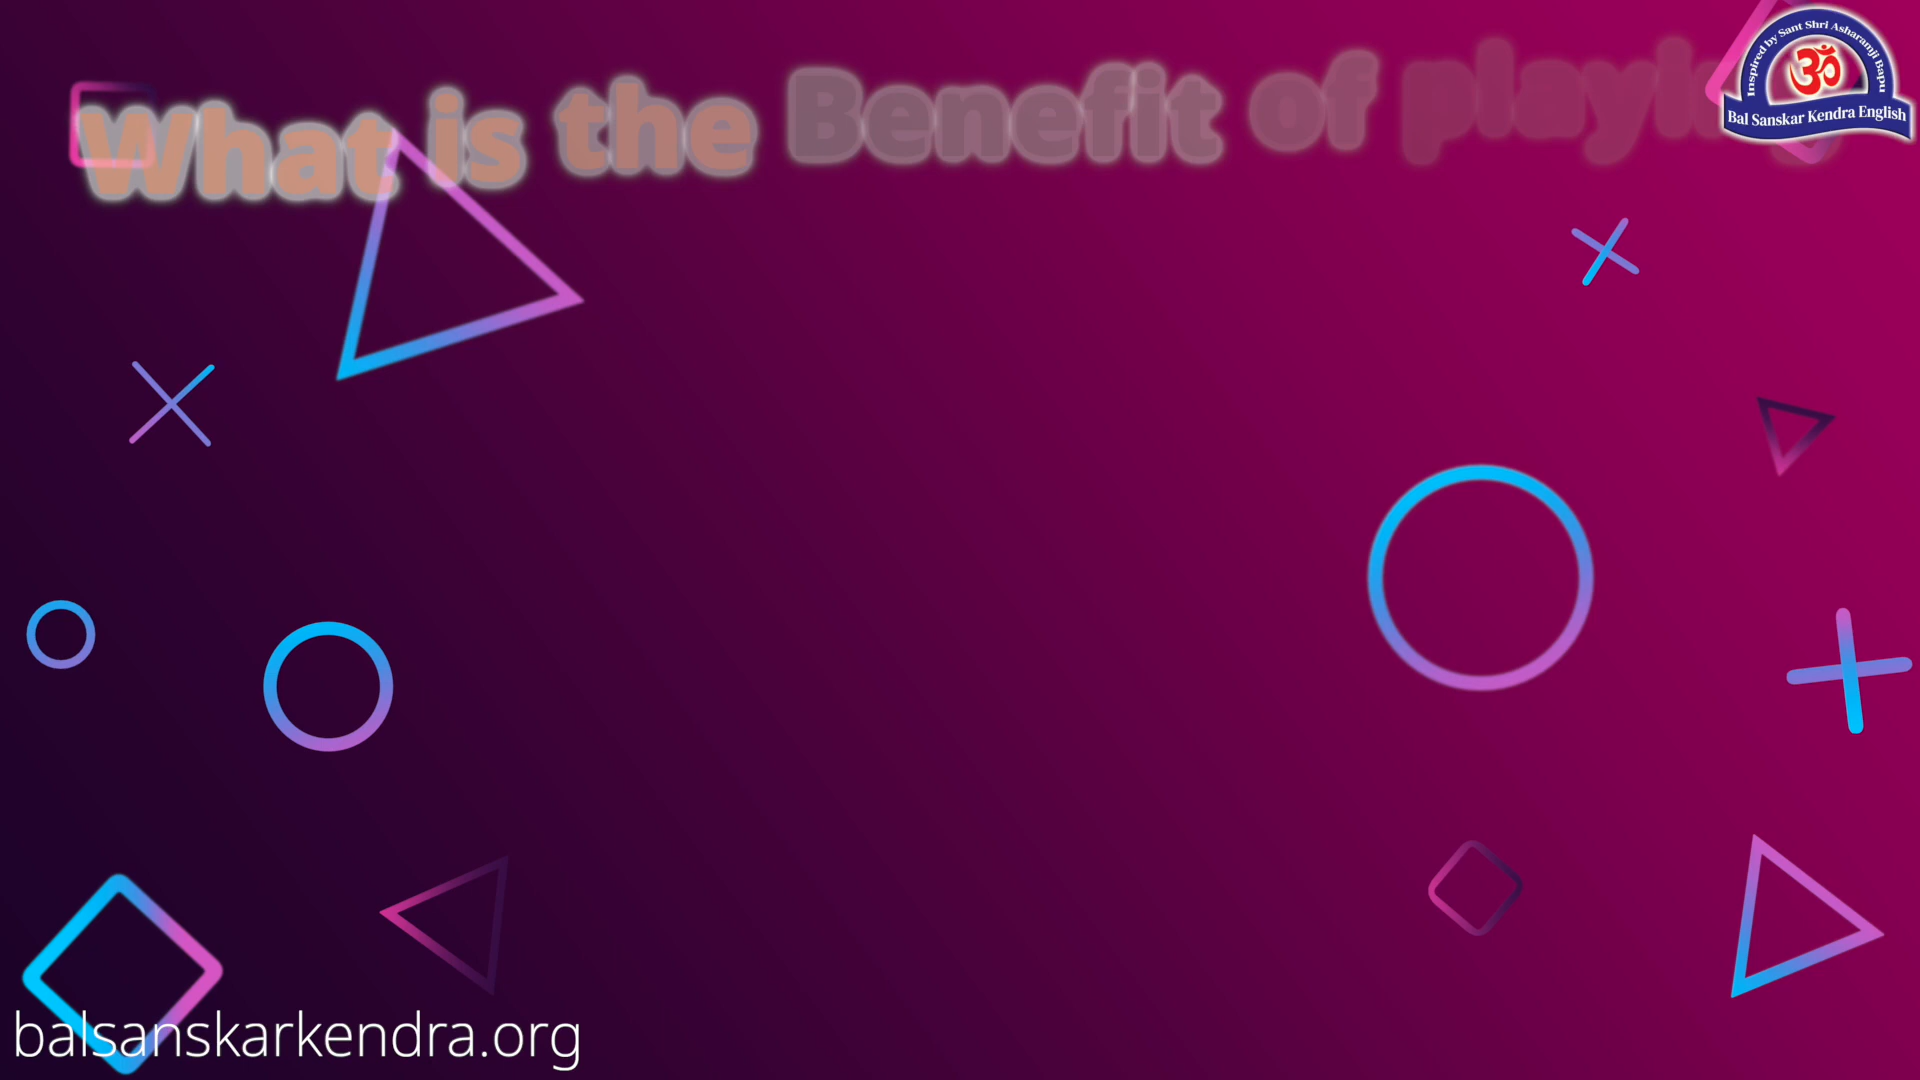 What is the Benefit of
Inspired by Sant Shri Asharamji Bapu
ॐ
Bal Sanskar Kendra English
balsanskarkendra.org